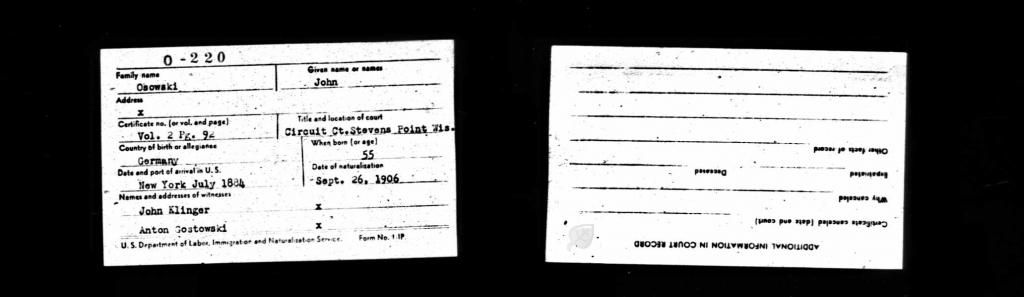 O-220
Family name Given name or names
Osowski John
Address
x
Certificate no. (or vol. and page) Title and location of court
Vol. 2 Pg. 92 Circuit Ct. Stevens Point Wis.
Country of birth or allegiance When born (or age)
Germany 55
Date and port of arrival in U. S. Date of naturalization
New York July 1884 Sept. 26, 1906
Names and addresses of witnesses
John Klinger x
Anton Gostowski x
U. S. Department of Labor, Immigration and Naturalization Service. Form No. 1-IP.
ADDITIONAL INFORMATION IN COURT RECORD
Certificate canceled (date and court)
Why canceled
Expatriated Deceased
Other facts of record